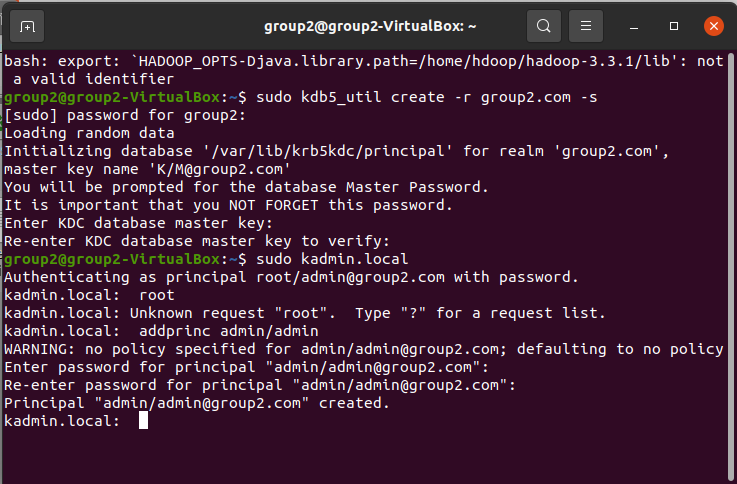 group2@group2-VirtualBox: ~
bash: export: `HADOOP_OPTS-Djava.library.path=/home/hdoop/hadoop-3.3.1/lib': not
 a valid identifier
group2@group2-VirtualBox:~$ sudo kdb5_util create -r group2.com -s
[sudo] password for group2:
Loading random data
Initializing database '/var/lib/krb5kdc/principal' for realm 'group2.com',
master key name 'K/M@group2.com'
You will be prompted for the database Master Password.
It is important that you NOT FORGET this password.
Enter KDC database master key:
Re-enter KDC database master key to verify:
group2@group2-VirtualBox:~$ sudo kadmin.local
Authenticating as principal root/admin@group2.com with password.
kadmin.local:  root
kadmin.local: Unknown request "root".  Type "?" for a request list.
kadmin.local:  addprinc admin/admin
WARNING: no policy specified for admin/admin@group2.com; defaulting to no policy
Enter password for principal "admin/admin@group2.com":
Re-enter password for principal "admin/admin@group2.com":
Principal "admin/admin@group2.com" created.
kadmin.local: